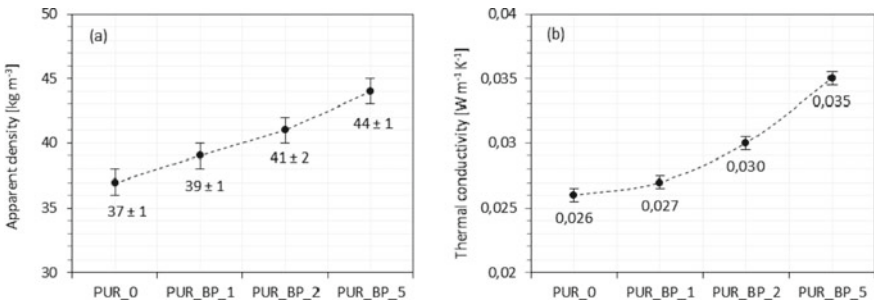 (a)
Apparent density [kg m⁻³]
50
45
40
35
30
37 ± 1
39 ± 1
41 ± 2
44 ± 1
PUR_0 PUR_BP_1 PUR_BP_2 PUR_BP_5
(b)
Thermal conductivity [W m⁻¹ K⁻¹]
0,04
0,035
0,03
0,025
0,02
0,026
0,027
0,030
0,035
PUR_0 PUR_BP_1 PUR_BP_2 PUR_BP_5